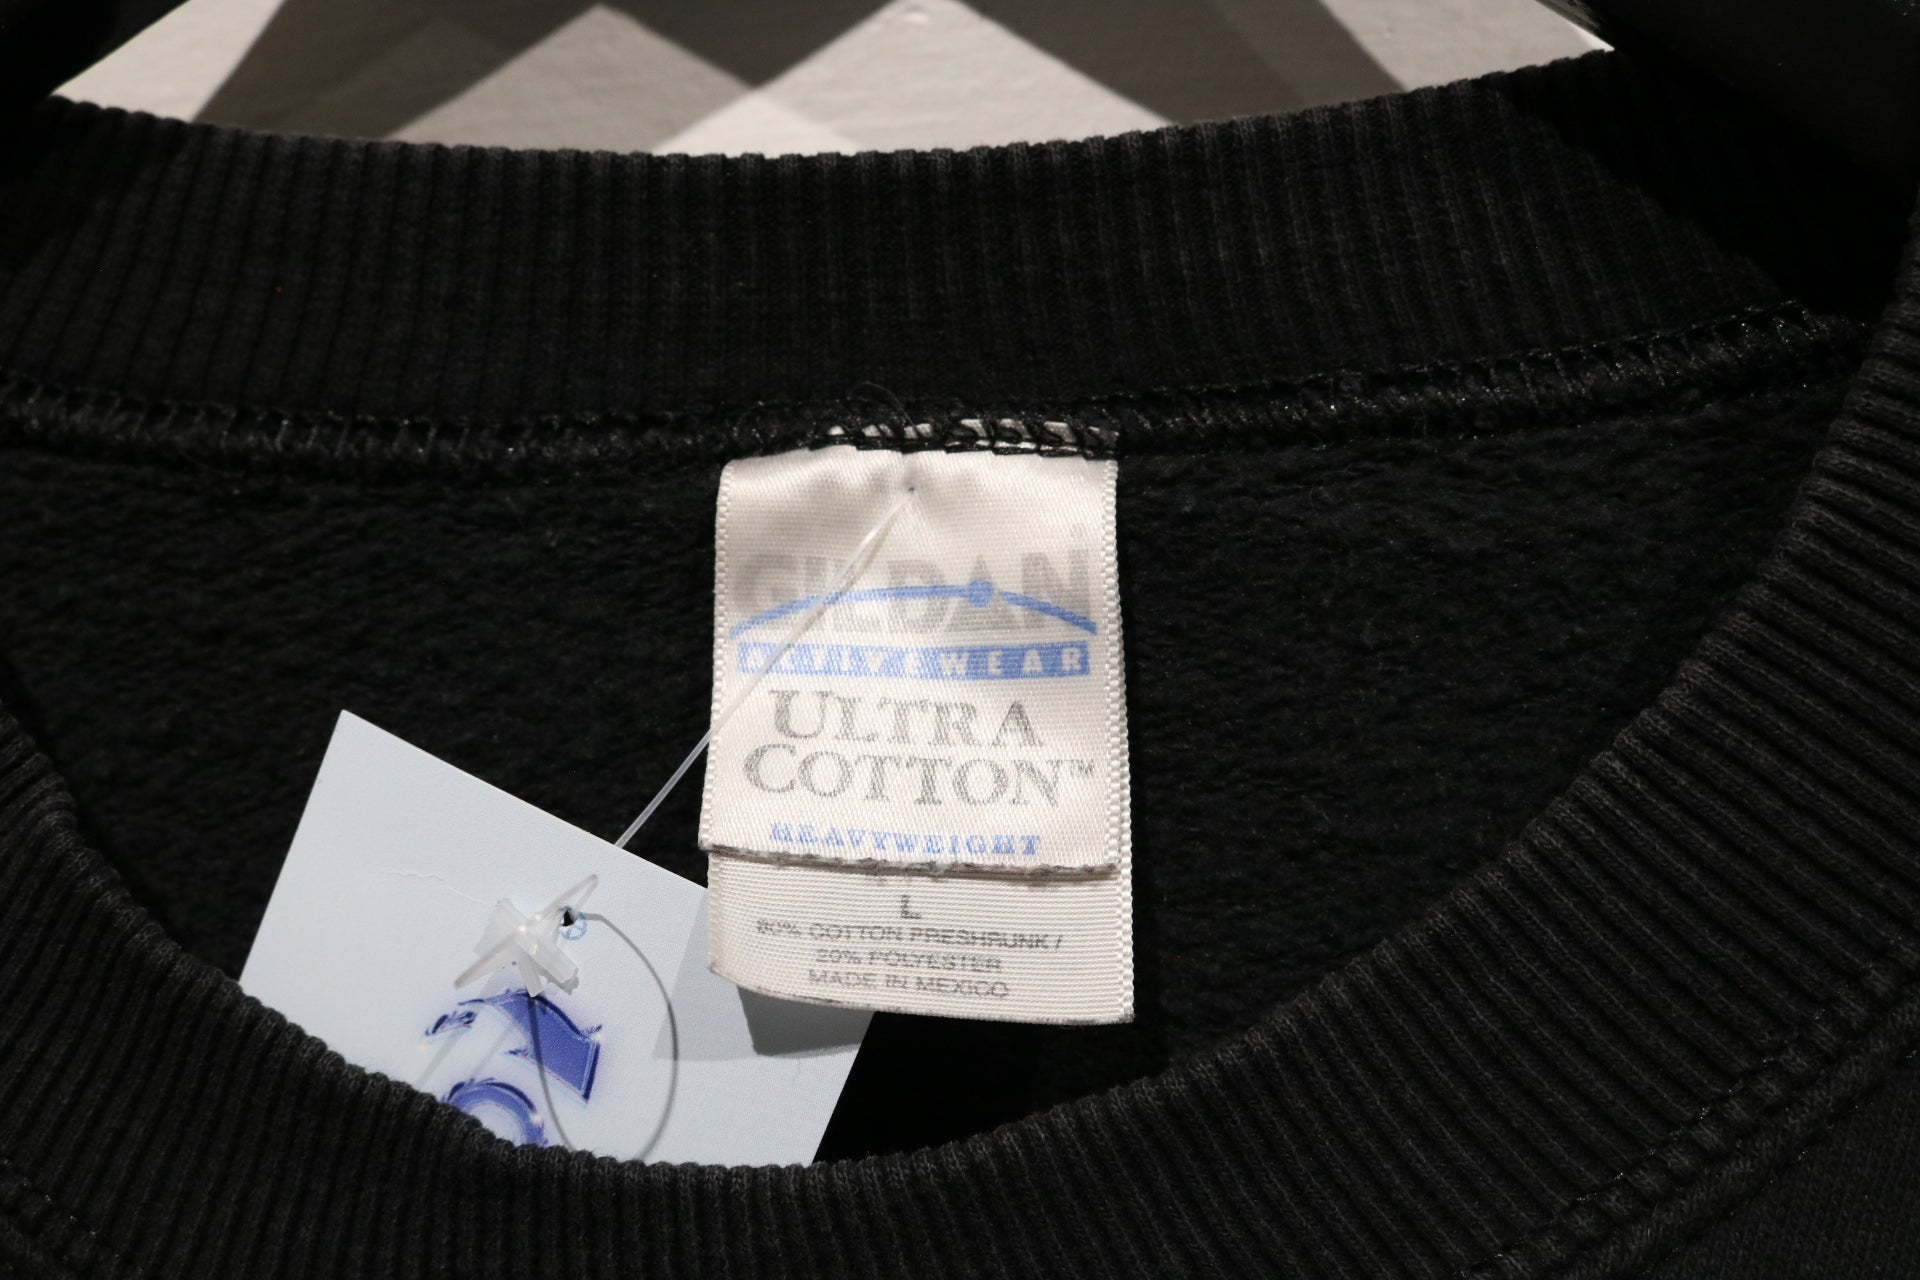 GILDAN®
ACTIVEWEAR
ULTRA
COTTON™
HEAVYWEIGHT
L
80% COTTON PRESHRUNK /
20% POLYESTER
MADE IN MEXICO